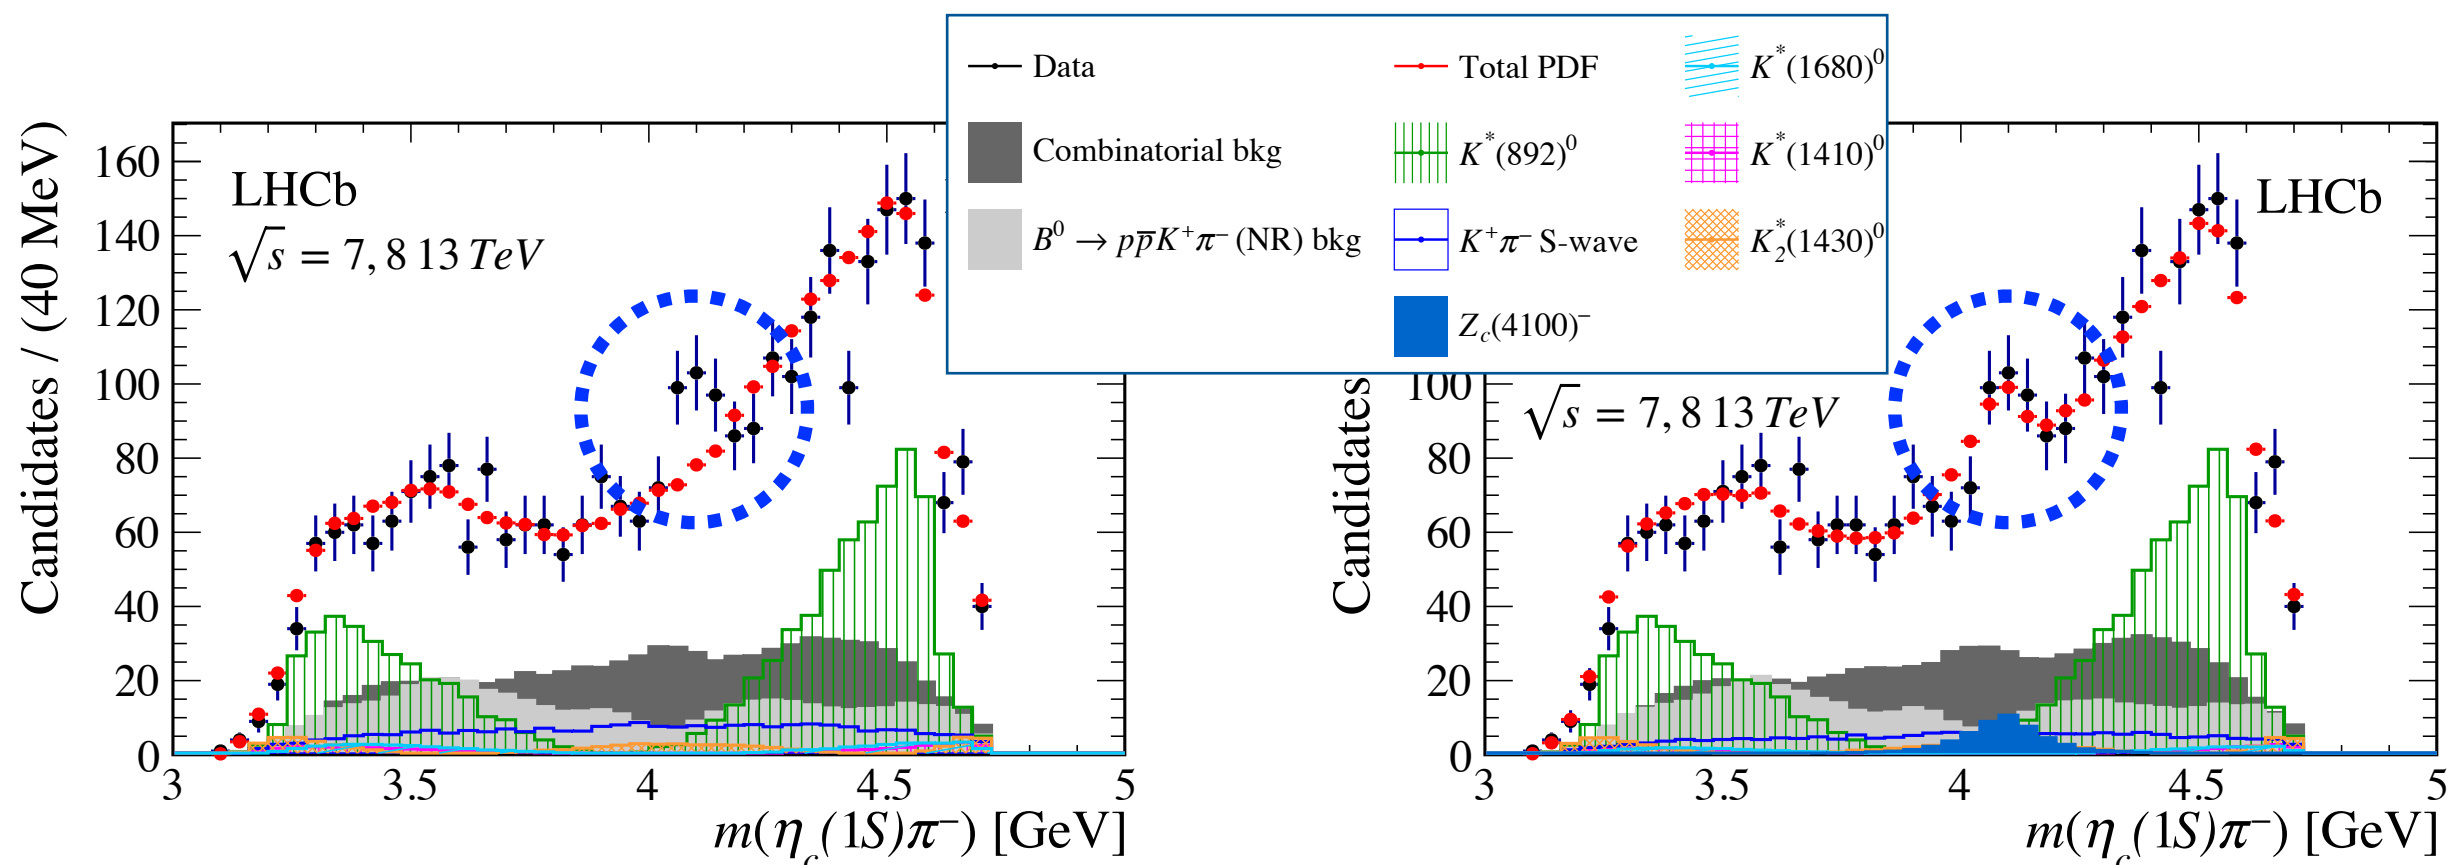 Data
Total PDF
K*(1680)⁰
Combinatorial bkg
K*(892)⁰
K*(1410)⁰
B⁰ → pp̅K⁺π⁻ (NR) bkg
K⁺π⁻ S-wave
K*₂(1430)⁰
Z_c(4100)⁻
Candidates / (40 MeV)
160
140
120
100
80
60
40
20
0
LHCb
√s = 7, 8 13 TeV
3
3.5
4
4.5
5
m(η_c(1S)π⁻) [GeV]
Candidates
100
80
60
40
20
0
LHCb
√s = 7, 8 13 TeV
3
3.5
4
4.5
5
m(η_c(1S)π⁻) [GeV]